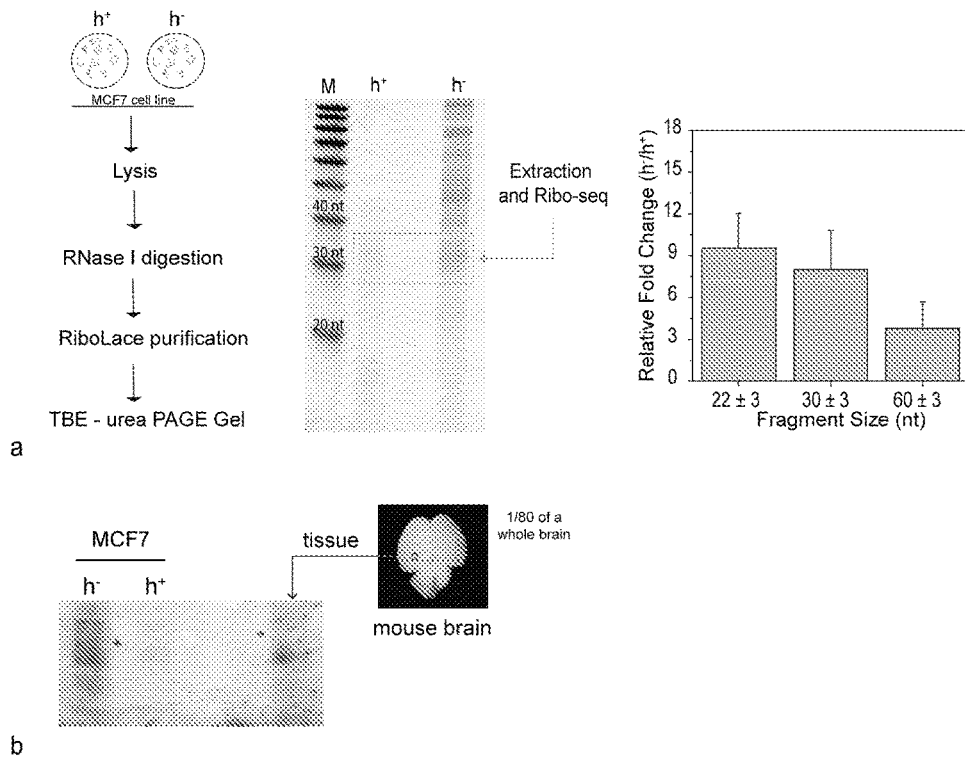 h+ h-
MCF7 cell line
Lysis
RNase I digestion
RiboLace purification
TBE - urea PAGE Gel
a
M h+ h-
40 nt
30 nt
20 nt
Extraction
and Ribo-seq
Relative Fold Change (h-/h+)
18
15
12
9
6
3
0
22 ± 3 30 ± 3 60 ± 3
Fragment Size (nt)
MCF7
h- h+
tissue
1/80 of a
whole brain
mouse brain
b